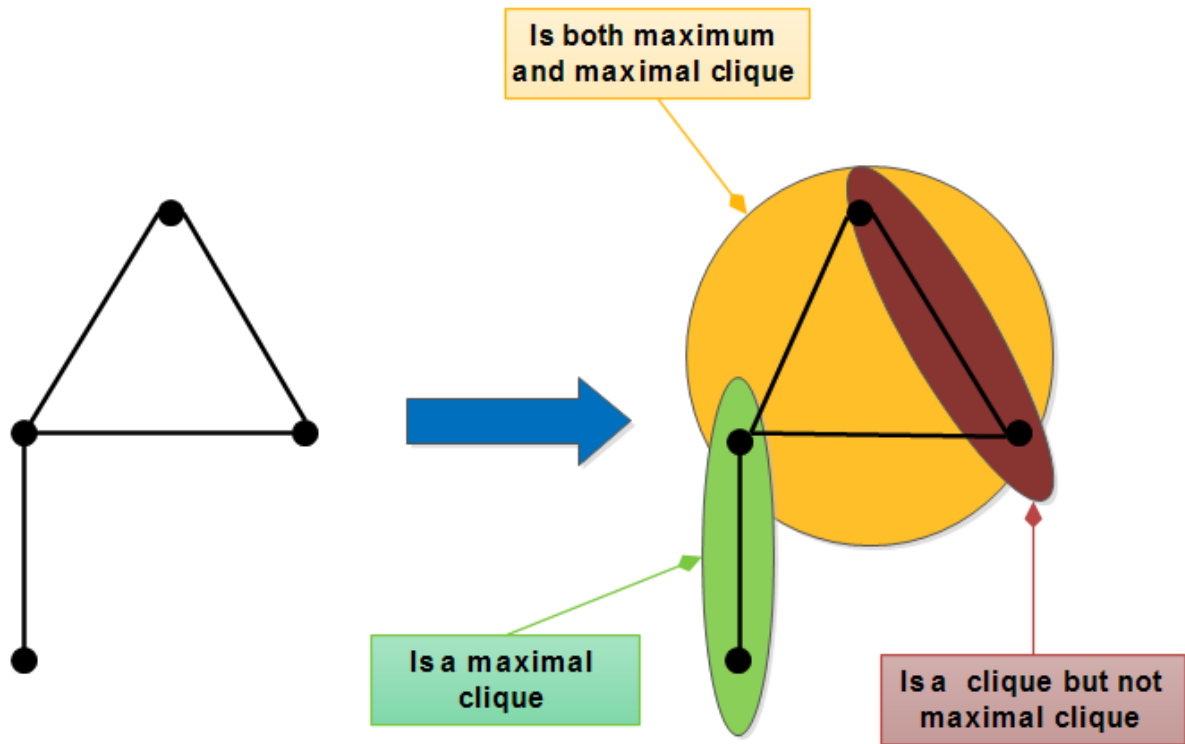 Is both maximum
and maximal clique
Is a maximal
clique
Is a clique but not
maximal clique